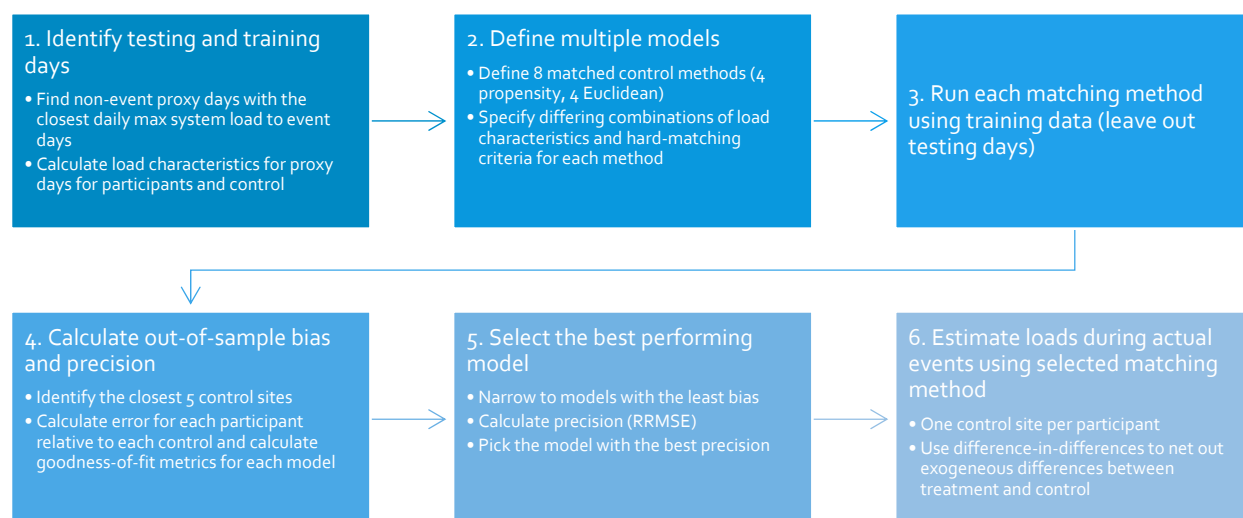 1. Identify testing and training
days
• Find non-event proxy days with the
closest daily max system load to event
days
• Calculate load characteristics for proxy
days for participants and control
2. Define multiple models
• Define 8 matched control methods (4
propensity, 4 Euclidean)
• Specify differing combinations of load
characteristics and hard-matching
criteria for each method
3. Run each matching method
using training data (leave out
testing days)
4. Calculate out-of-sample bias
and precision
• Identify the closest 5 control sites
• Calculate error for each participant
relative to each control and calculate
goodness-of-fit metrics for each model
5. Select the best performing
model
• Narrow to models with the least bias
• Calculate precision (RRMSE)
• Pick the model with the best precision
6. Estimate loads during actual
events using selected matching
method
• One control site per participant
• Use difference-in-differences to net out
exogeneous differences between
treatment and control